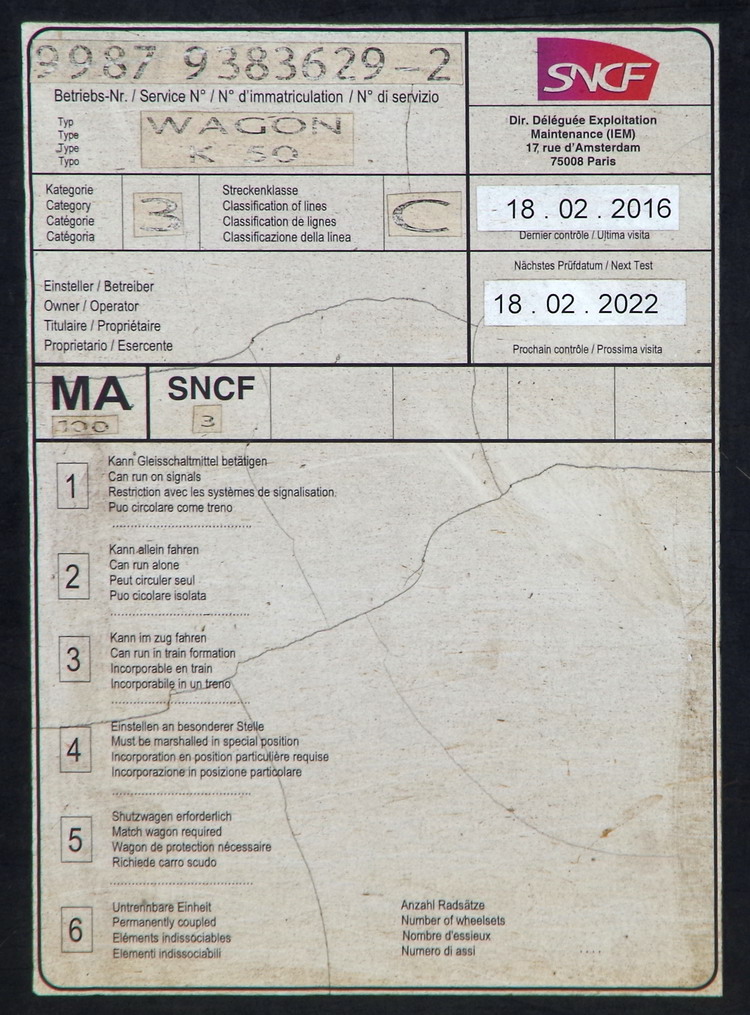 9987 9383629-2
Betriebs-Nr. / Service N° / N° d'immatriculation / N° di servizio
Typ
Type
Type
Tipo
WAGON
K 50
SNCF
Dir. Déléguée Exploitation
Maintenance (IEM)
17, rue d'Amsterdam
75008 Paris
Kategorie
Category
Catégorie
Catégoria
3
Streckenklasse
Classification of lines
Classification de lignes
Classificazione della linea
C
18 . 02 . 2016
Dernier contrôle / Ultima visita
Einsteller / Betreiber
Owner / Operator
Titulaire / Propriétaire
Proprietario / Esercente
Nächstes Prüfdatum / Next Test
18 . 02 . 2022
Prochain contrôle / Prossima visita
MA
100
SNCF
3
1
Kann Gleisschaltmittel betätigen
Can run on signals
Restriction avec les systèmes de signalisation.
Puo circolare come treno
2
Kann allein fahren
Can run alone
Peut circuler seul
Puo cicolare isolata
3
Kann im zug fahren
Can run in train formation
Incorporable en train
Incorporabile in un treno
4
Einstellen an besonderer Stelle
Must be marshalled in special position
Incorporation en position particulière requise
Incorporazione in posizione particolare
5
Shutzwagen erforderlich
Match wagon required
Wagon de protection nécessaire
Richiede carro scudo
6
Untrennbare Einheit
Permanently coupled
Eléments indissociables
Elementi indissociabili
Anzahl Radsätze
Number of wheelsets
Nombre d'essieux
Numero di assi